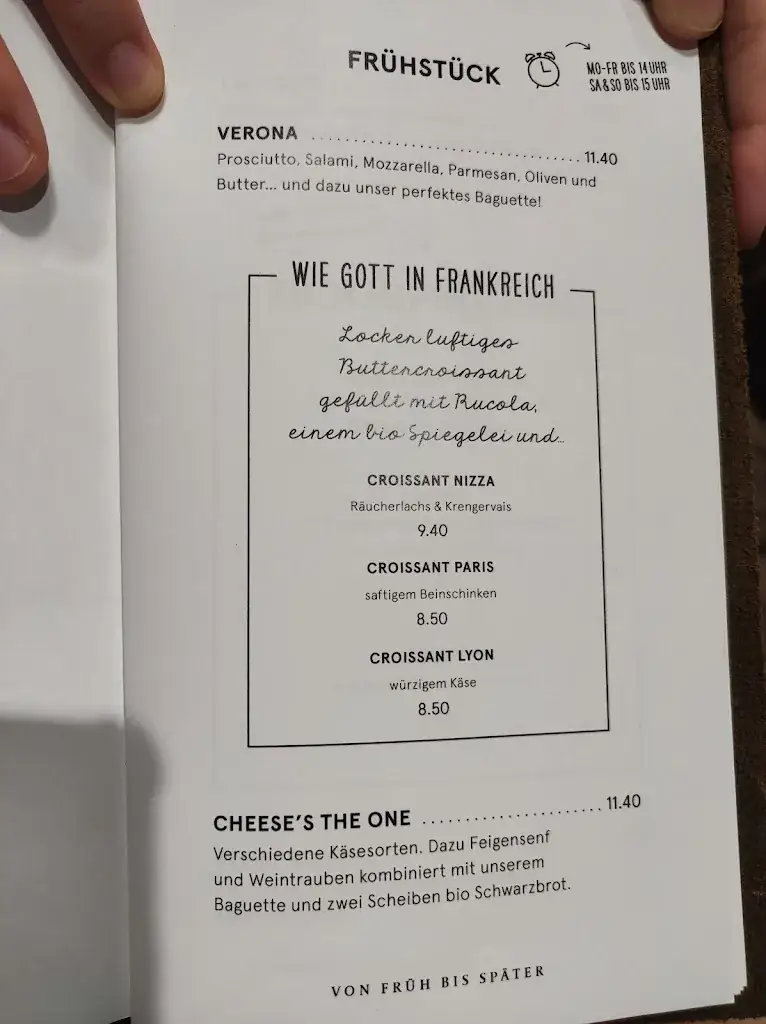 FRÜHSTÜCK
MO-FR BIS 14 UHR
SA & SO BIS 15 UHR
VERONA .......................................... 11.40
Prosciutto, Salami, Mozzarella, Parmesan, Oliven und
Butter... und dazu unser perfektes Baguette!
WIE GOTT IN FRANKREICH
Locker luftiges
Buttercroissant
gefüllt mit Rucola,
einem bio Spiegelei und...
CROISSANT NIZZA
Räucherlachs & Krengervais
9.40
CROISSANT PARIS
saftigem Beinschinken
8.50
CROISSANT LYON
würzigem Käse
8.50
CHEESE'S THE ONE ........................ 11.40
Verschiedene Käsesorten. Dazu Feigensenf
und Weintrauben kombiniert mit unserem
Baguette und zwei Scheiben bio Schwarzbrot.
VON FRÜH BIS SPÄTER